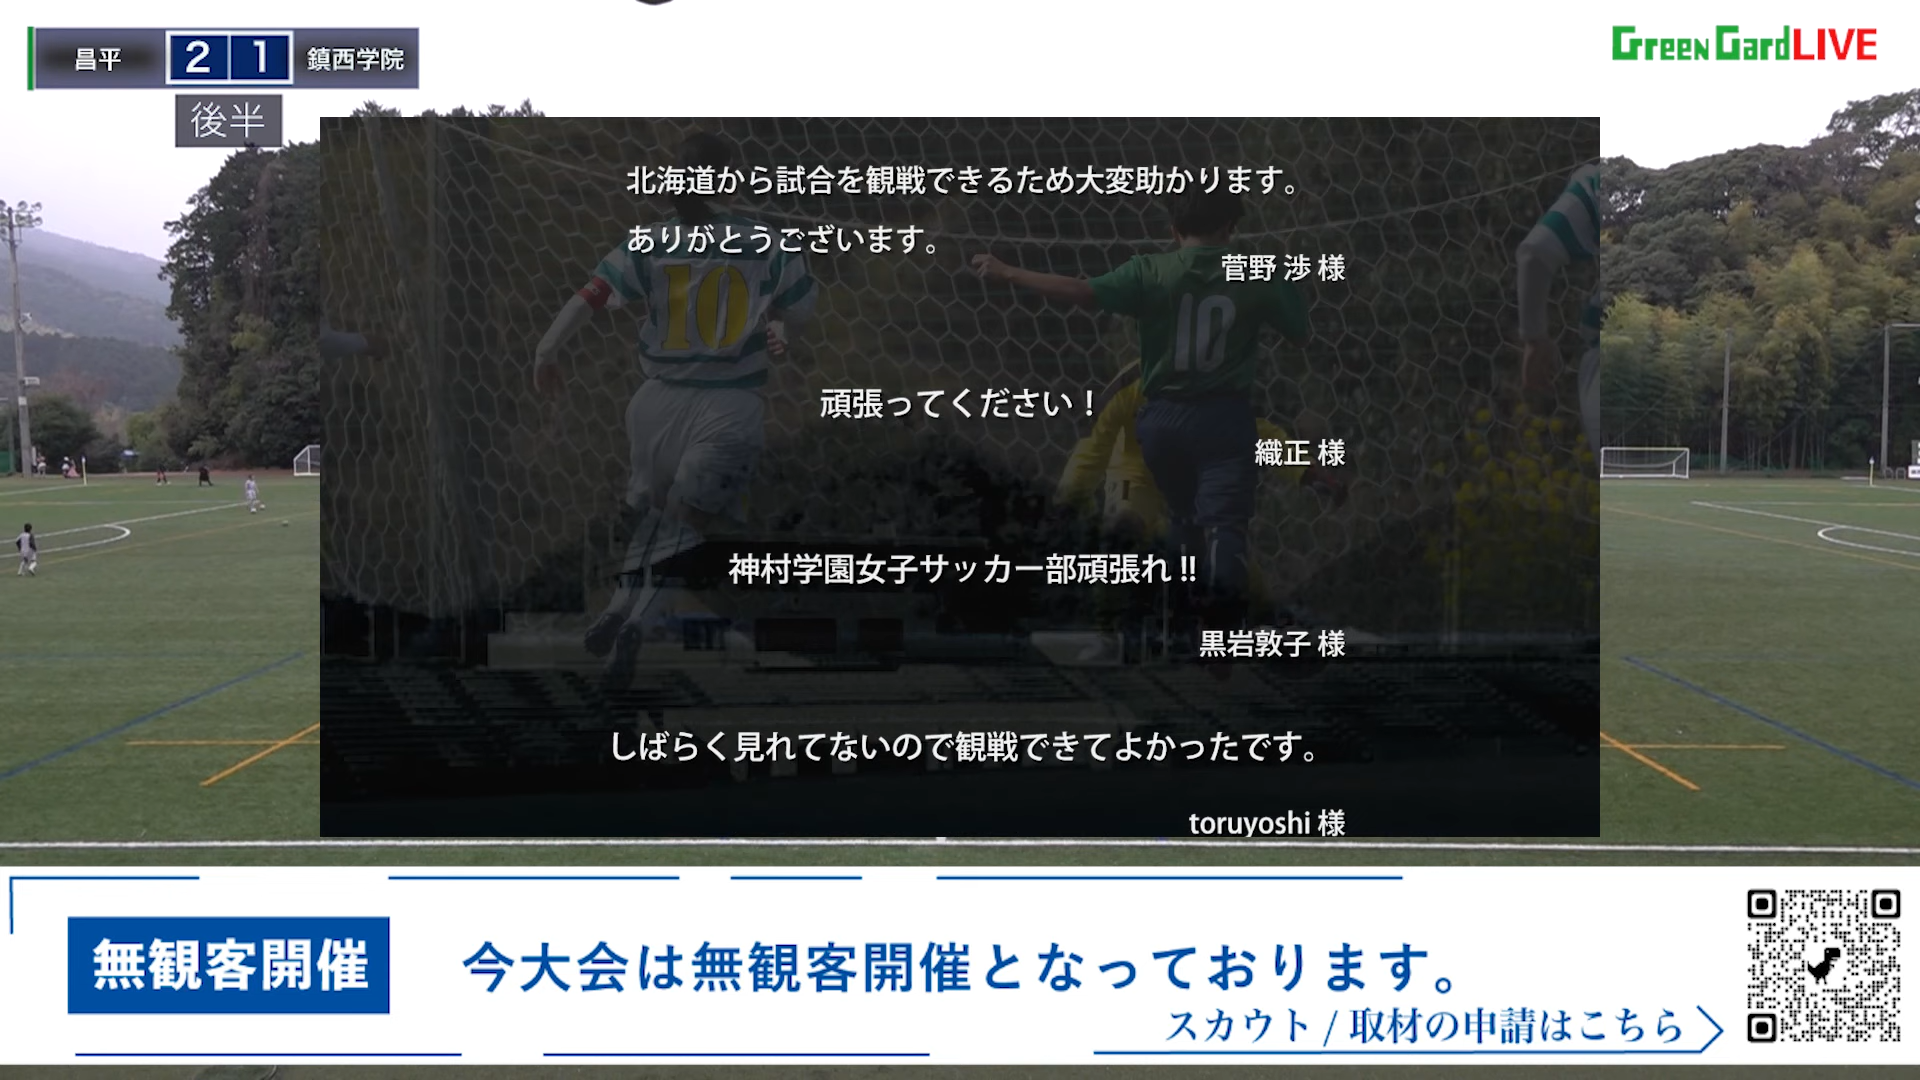 昌平 2 1 鎮西学院
後半
Green Gard LIVE
北海道から試合を観戦できるため大変助かります。
ありがとうございます。
菅野 渉 様
10
10
頑張ってください！
織正 様
神村学園女子サッカー部頑張れ !!
黒岩敦子 様
しばらく見れてないので観戦できてよかったです。
toruyoshi 様
無観客開催
今大会は無観客開催となっております。
スカウト / 取材の申請はこちら